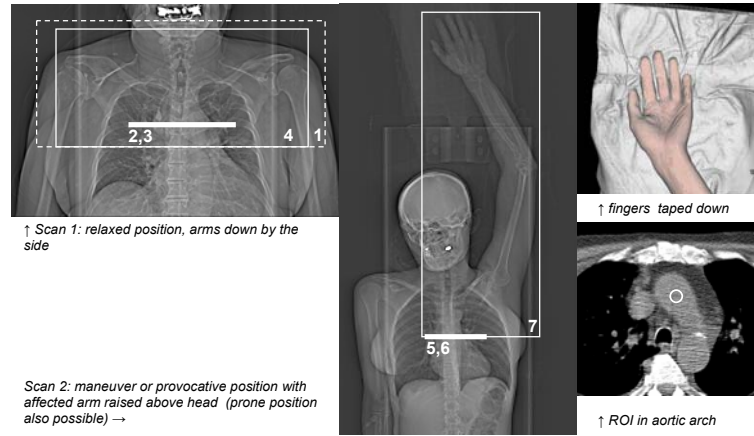 2,3
4
1
↑ Scan 1: relaxed position, arms down by the
side
Scan 2: maneuver or provocative position with
affected arm raised above head (prone position
also possible) →
7
5,6
↑ fingers taped down
↑ ROI in aortic arch